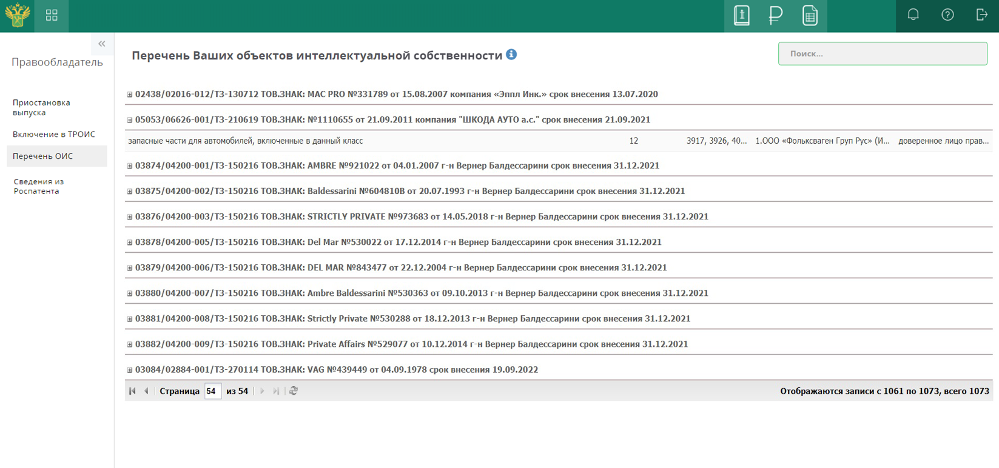 Поиск...
Правообладатель
Приостановка
выпуска
Включение в ТРОИС
Перечень ОИС
Сведения из
Роспатента
Перечень Ваших объектов интеллектуальной собственности
02438/02016-012/ТЗ-130712 ТОВ.ЗНАК: MAC PRO №331789 от 15.08.2007 компания «Эппл Инк.» срок внесения 13.07.2020
05053/06626-001/ТЗ-210619 ТОВ.ЗНАК: №1110655 от 21.09.2011 компания "ШКОДА АУТО а.с." срок внесения 21.09.2021
запасные части для автомобилей, включенные в данный класс 12 3917, 3926, 40... 1.ООО «Фольксваген Груп Рус» (И... доверенное лицо прав...
03874/04200-001/ТЗ-150216 ТОВ.ЗНАК: AMBRE №921022 от 04.01.2007 г-н Вернер Балдессарини срок внесения 31.12.2021
03875/04200-002/ТЗ-150216 ТОВ.ЗНАК: Baldessarini №604810B от 20.07.1993 г-н Вернер Балдессарини срок внесения 31.12.2021
03876/04200-003/ТЗ-150216 ТОВ.ЗНАК: STRICTLY PRIVATE №973683 от 14.05.2018 г-н Вернер Балдессарини срок внесения 31.12.2021
03878/04200-005/ТЗ-150216 ТОВ.ЗНАК: Del Mar №530022 от 17.12.2014 г-н Вернер Балдессарини срок внесения 31.12.2021
03879/04200-006/ТЗ-150216 ТОВ.ЗНАК: DEL MAR №843477 от 22.12.2004 г-н Вернер Балдессарини срок внесения 31.12.2021
03880/04200-007/ТЗ-150216 ТОВ.ЗНАК: Ambre Baldessarini №530363 от 09.10.2013 г-н Вернер Балдессарини срок внесения 31.12.2021
03881/04200-008/ТЗ-150216 ТОВ.ЗНАК: Strictly Private №530288 от 18.12.2013 г-н Вернер Балдессарини срок внесения 31.12.2021
03882/04200-009/ТЗ-150216 ТОВ.ЗНАК: Private Affairs №529077 от 10.12.2014 г-н Вернер Балдессарини срок внесения 31.12.2021
03084/02884-001/ТЗ-270114 ТОВ.ЗНАК: VAG №439449 от 04.09.1978 срок внесения 19.09.2022
Страница 54 из 54 Отображаются записи с 1061 по 1073, всего 1073